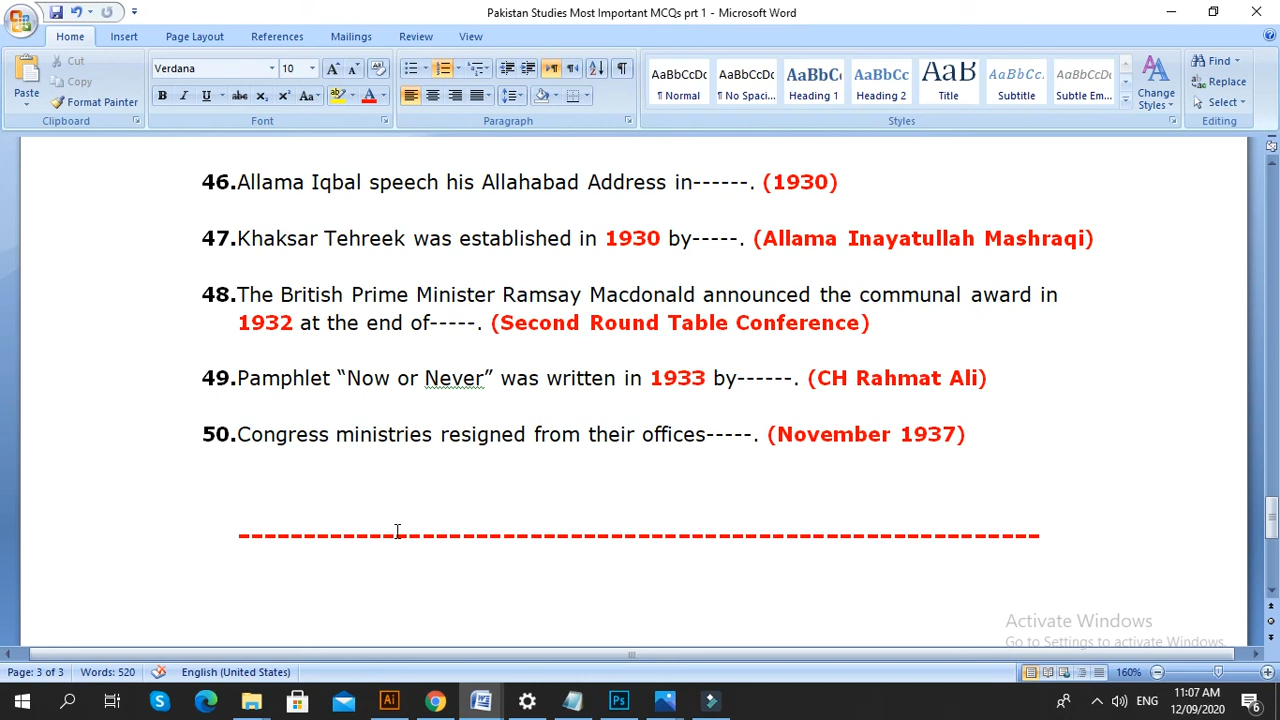 Pakistan Studies Most Important MCQs prt 1 - Microsoft Word
Home Insert Page Layout References Mailings Review View
Paste
Cut
Copy
Format Painter
Clipboard
Verdana 10
Font
Paragraph
AaBbCcDc AaBbCcDc AaBbC AaBbCc AaB AaBbCcL AaBbCcDc
¶ Normal ¶ No Spaci... Heading 1 Heading 2 Title Subtitle Subtle Em...
Change Styles
Styles
Find
Replace
Select
Editing
46.Allama Iqbal speech his Allahabad Address in------. (1930)
47.Khaksar Tehreek was established in 1930 by-----. (Allama Inayatullah Mashraqi)
48.The British Prime Minister Ramsay Macdonald announced the communal award in
1932 at the end of-----. (Second Round Table Conference)
49.Pamphlet “Now or Never” was written in 1933 by------. (CH Rahmat Ali)
50.Congress ministries resigned from their offices-----. (November 1937)
Activate Windows
Go to Settings to activate Windows.
Page: 3 of 3 Words: 520 English (United States) 160%
ENG 11:07 AM
12/09/2020 6